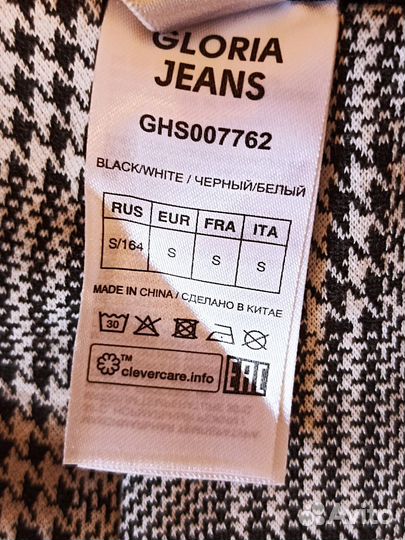 GLORIA
JEANS
GHS007762
BLACK/WHITE / ЧЕРНЫЙ/БЕЛЫЙ
RUS EUR FRA ITA
S/164 S S S
MADE IN CHINA / СДЕЛАНО В КИТАЕ
30
TM
clevercare.info
EAC
Avito